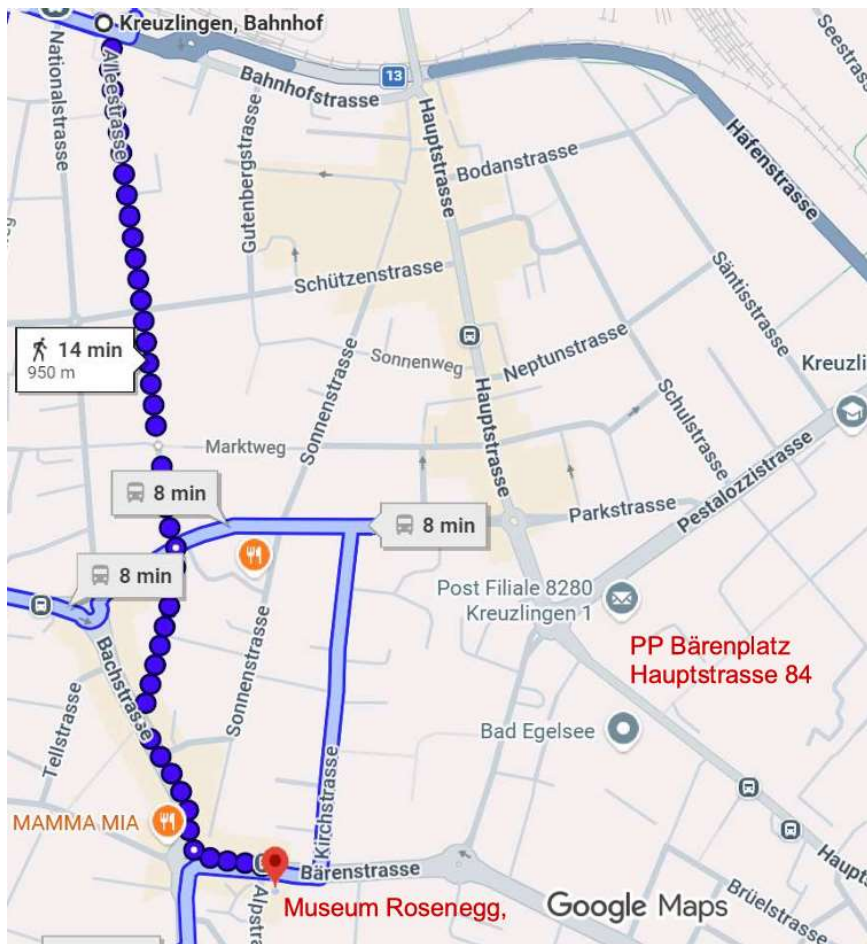 Kreuzlingen, Bahnhof
Nationalstrasse
Alleestrasse
Bahnhofstrasse
13
Seestrass
Hafenstrasse
Gutenbergstrasse
Hauptstrasse
Bodanstrasse
Schützenstrasse
Säntisstrasse
14 min
950 m
Sonnenweg
Neptunstrasse
Kreuzli
Sonnenstrasse
Hauptstrasse
Schulstrasse
Marktweg
Pestalozzistrasse
8 min
8 min
Parkstrasse
8 min
Post Filiale 8280
Kreuzlingen 1
PP Bärenplatz
Hauptstrasse 84
Bachstrasse
Tellstrasse
Sonnenstrasse
Bad Egelsee
Kirchstrasse
MAMMA MIA
Bärenstrasse
Alpstra
Museum Rosenegg,
Google Maps
Brüelstrasse
Haupts